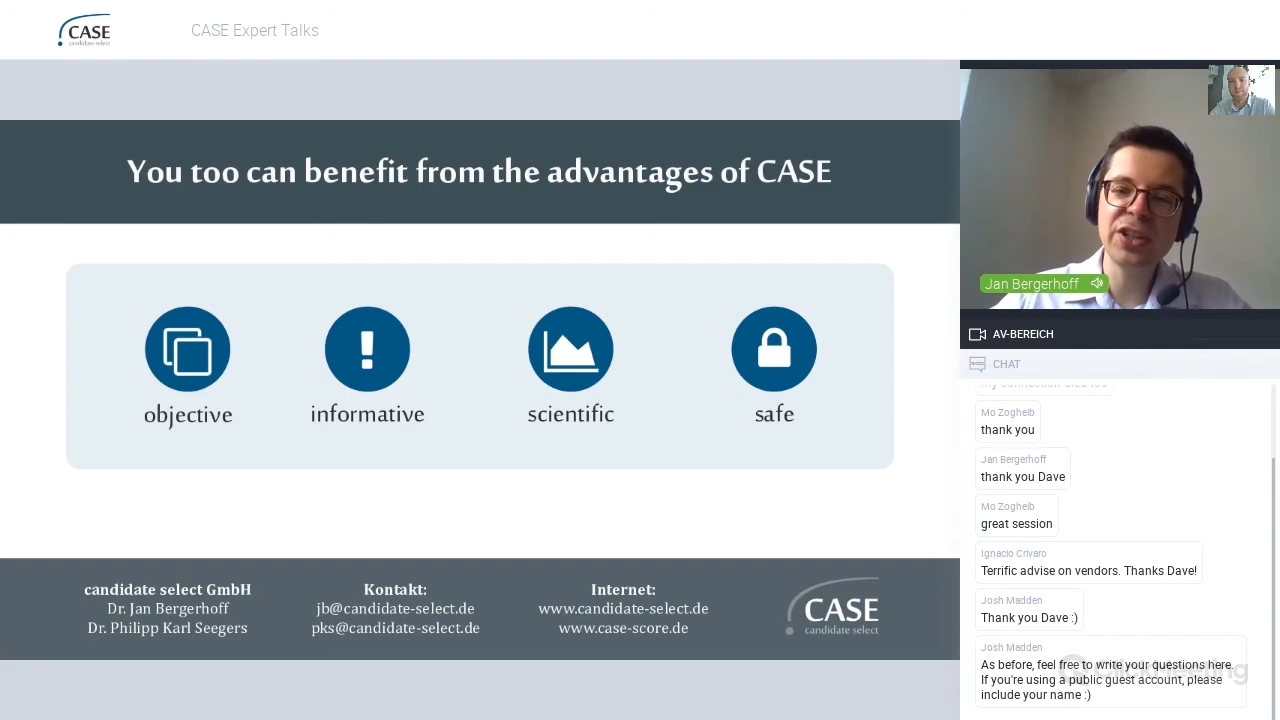 CASE
candidate select
CASE Expert Talks
You too can benefit from the advantages of CASE
objective
informative
scientific
safe
candidate select GmbH
Dr. Jan Bergerhoff
Dr. Philipp Karl Seegers
Kontakt:
jb@candidate-select.de
pks@candidate-select.de
Internet:
www.candidate-select.de
www.case-score.de
CASE
candidate select
Jan Bergerhoff
AV-BEREICH
CHAT
my connection died too
Mo Zogheib
thank you
Jan Bergerhoff
thank you Dave
Mo Zogheib
great session
Ignacio Crivaro
Terrific advise on vendors. Thanks Dave!
Josh Madden
Thank you Dave :)
Josh Madden
As before, feel free to write your questions here.
If you're using a public guest account, please
include your name :)
ClickMeeting